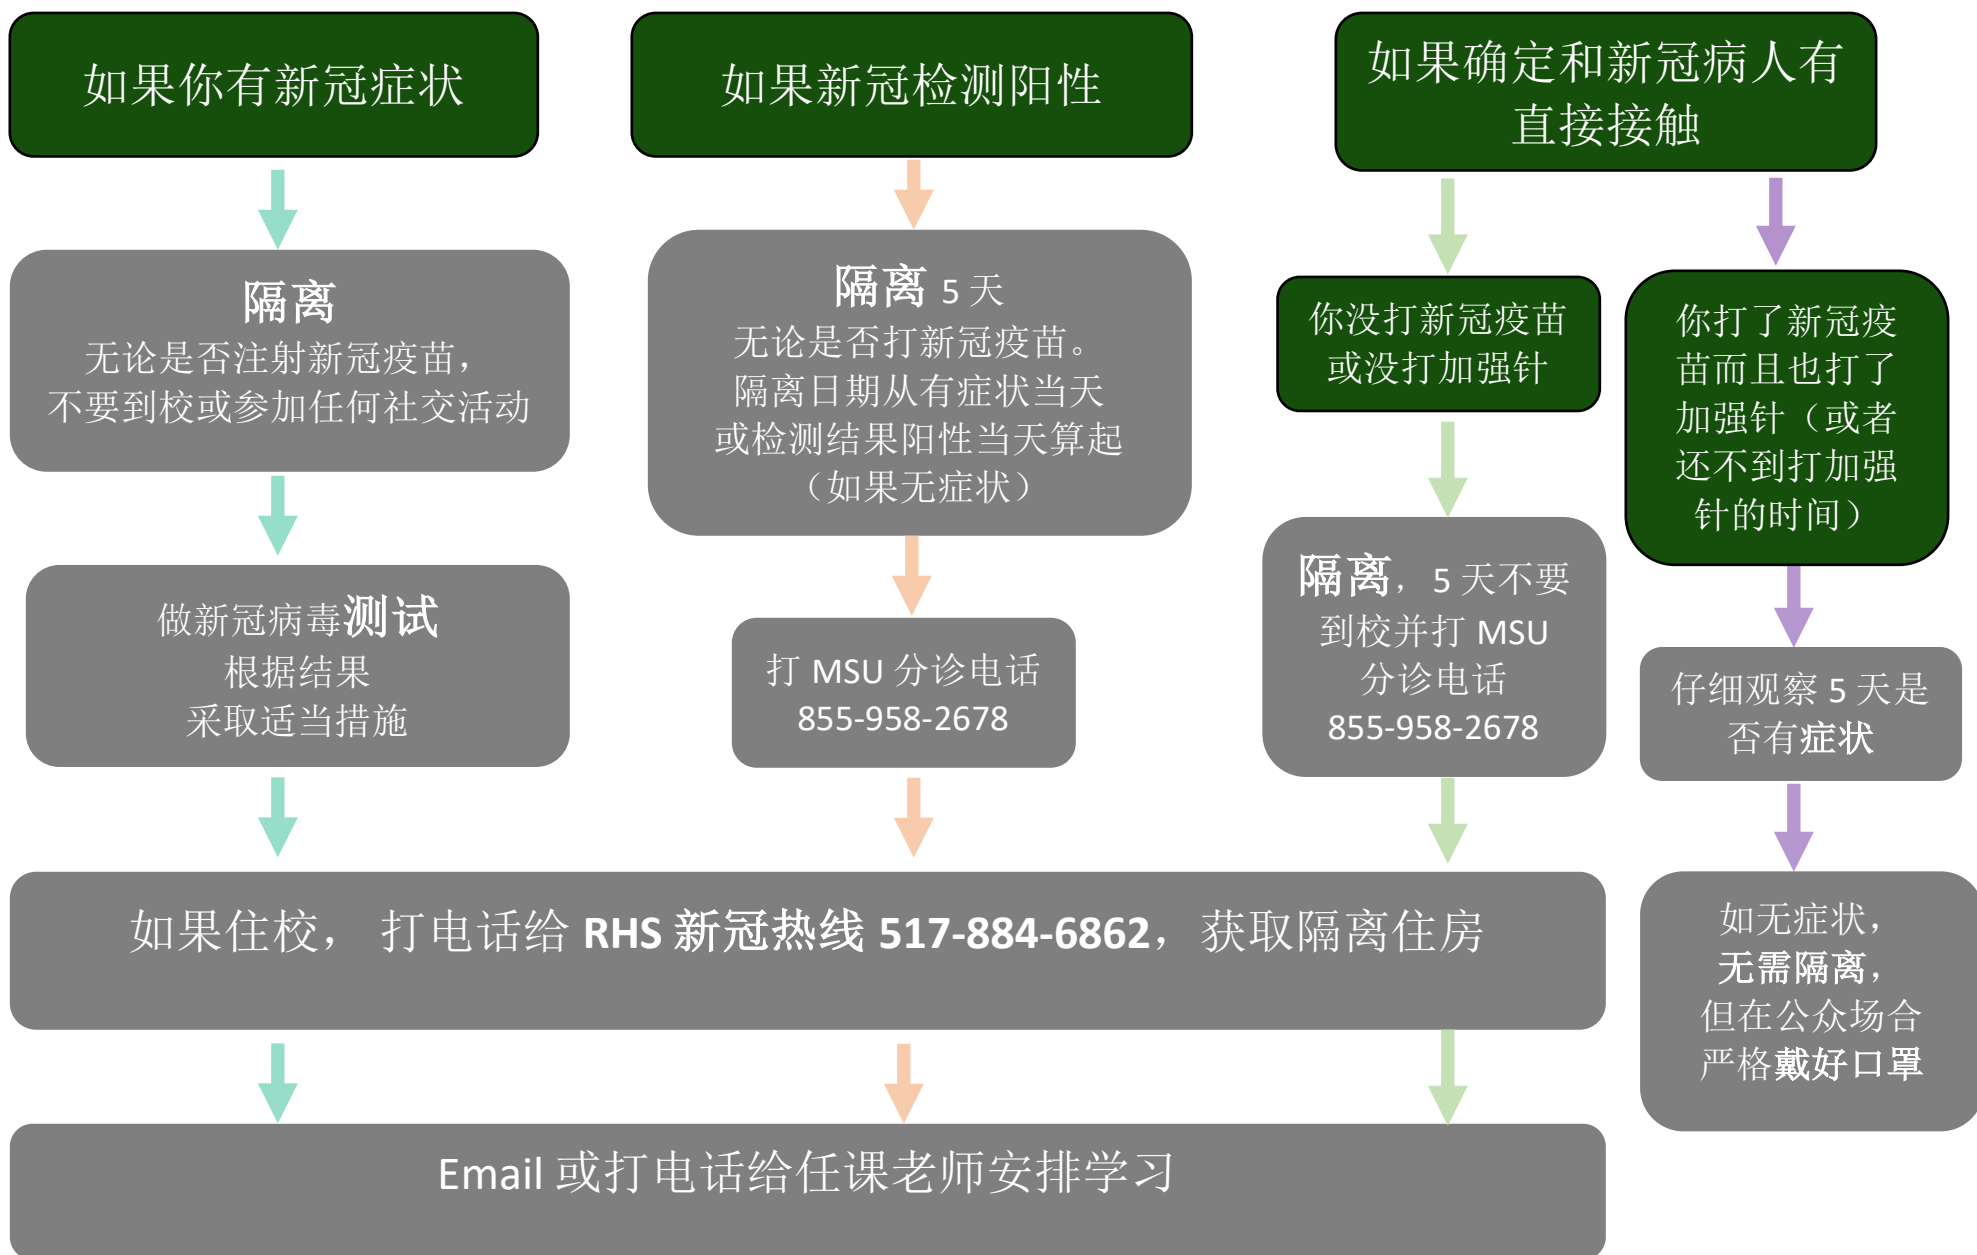 如果你有新冠症状
如果新冠检测阳性
如果确定和新冠病人有
直接接触
隔离
无论是否注射新冠疫苗，
不要到校或参加任何社交活动
隔离 5 天
无论是否打新冠疫苗。
隔离日期从有症状当天
或检测结果阳性当天算起
（如果无症状）
你没打新冠疫苗
或没打加强针
你打了新冠疫
苗而且也打了
加强针（或者
还不到打加强
针的时间）
做新冠病毒测试
根据结果
采取适当措施
打 MSU 分诊电话
855-958-2678
隔离，5 天不要
到校并打 MSU
分诊电话
855-958-2678
仔细观察 5 天是
否有症状
如果住校， 打电话给 RHS 新冠热线 517-884-6862，获取隔离住房
如无症状，
无需隔离，
但在公众场合
严格戴好口罩
Email 或打电话给任课老师安排学习